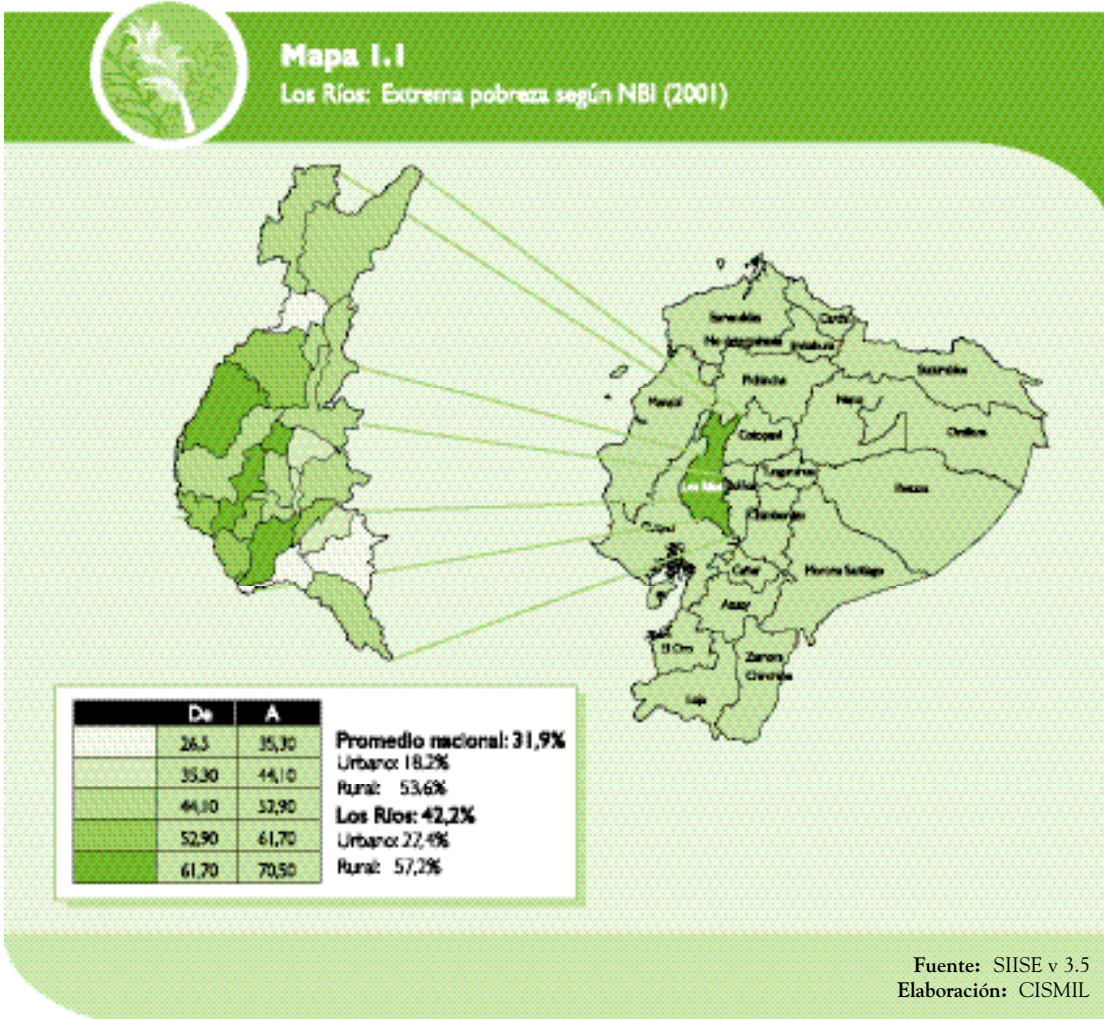 Mapa 1.1
Los Ríos: Extrema pobreza según NBI (2001)
Esmeraldas
Carchi
No delegada
Imbabura
Sucumbíos
Pichincha
Manabí
Napo
Orellana
Cotopaxi
Tungurahua
Los Ríos
Bolívar
Pastaza
Chimborazo
Guayas
Cañar
Morona Santiago
Azuay
El Oro
Zamora
Chinchipe
Loja
De A
26,5 35,30
35,30 44,10
44,10 52,90
52,90 61,70
61,70 70,50
Promedio nacional: 31,9%
Urbano: 18,2%
Rural: 53,6%
Los Ríos: 42,2%
Urbano: 27,4%
Rural: 57,2%
Fuente: SIISE v 3.5
Elaboración: CISMIL